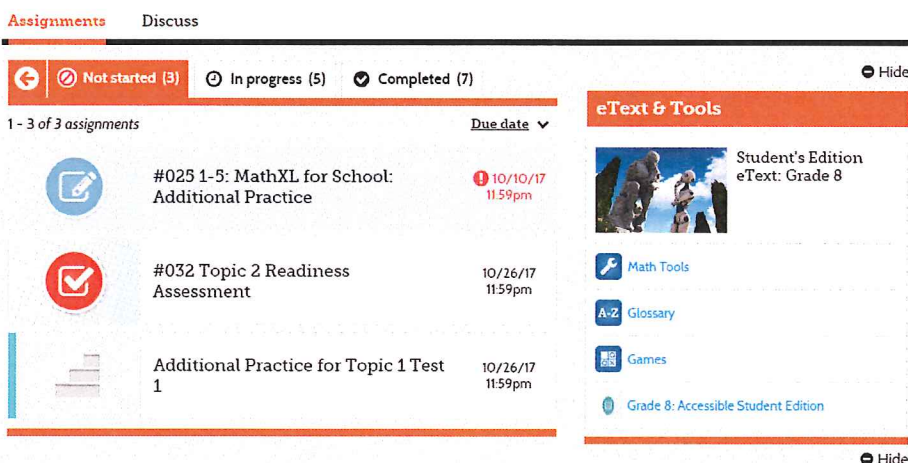 Assignments Discuss
Not started (3) In progress (5) Completed (7)
Hide
1 - 3 of 3 assignments Due date
#025 1-5: MathXL for School:
Additional Practice
10/10/17
11:59pm
#032 Topic 2 Readiness
Assessment
10/26/17
11:59pm
Additional Practice for Topic 1 Test
1
10/26/17
11:59pm
eText & Tools
Student's Edition
eText: Grade 8
Math Tools
A-Z Glossary
Games
Grade 8: Accessible Student Edition
Hide